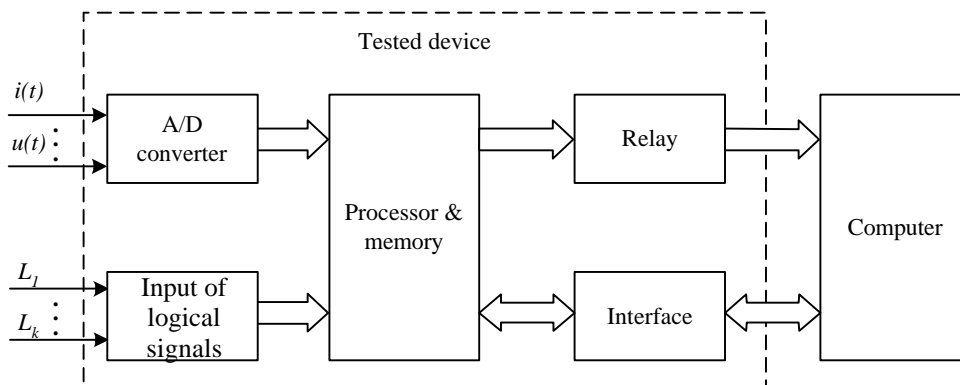 Tested device
i(t)
u(t)
A/D
converter
Relay
Processor &
memory
Computer
L1
Lk
Input of
logical
signals
Interface